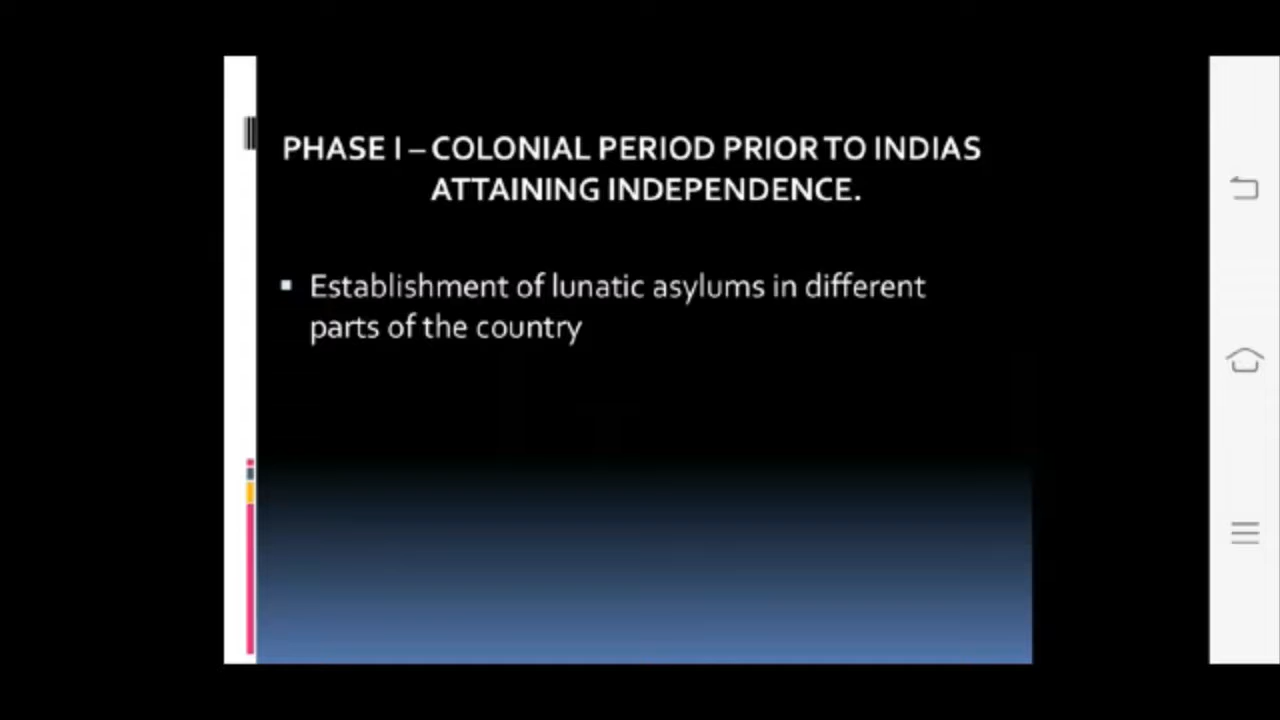 PHASE I – COLONIAL PERIOD PRIOR TO INDIAS
ATTAINING INDEPENDENCE.
▪ Establishment of lunatic asylums in different
parts of the country